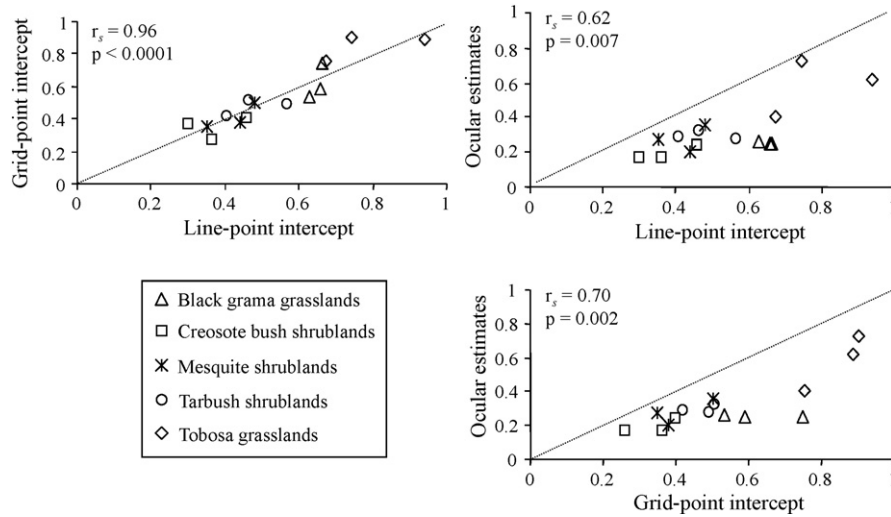 r_s = 0.96
p < 0.0001
Grid-point intercept
1
0.8
0.6
0.4
0.2
0
0 0.2 0.4 0.6 0.8 1
Line-point intercept
r_s = 0.62
p = 0.007
Ocular estimates
1
0.8
0.6
0.4
0.2
0
0 0.2 0.4 0.6 0.8 1
Line-point intercept
Black grama grasslands
Creosote bush shrublands
Mesquite shrublands
Tarbush shrublands
Tobosa grasslands
r_s = 0.70
p = 0.002
Ocular estimates
1
0.8
0.6
0.4
0.2
0
0 0.2 0.4 0.6 0.8 1
Grid-point intercept